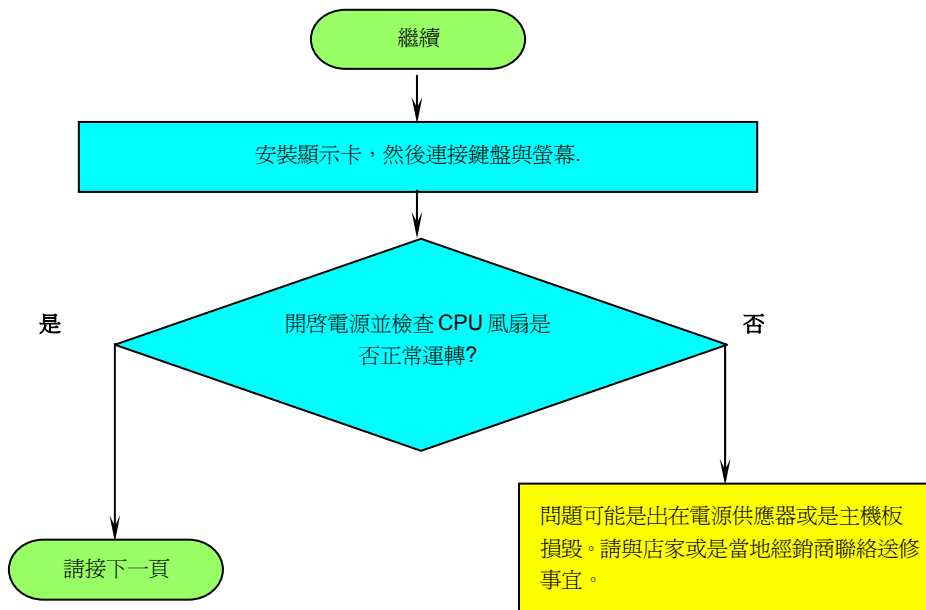 繼續
安裝顯示卡，然後連接鍵盤與螢幕.
是
開啓電源並檢查 CPU 風扇是
否正常運轉?
否
問題可能是出在電源供應器或是主機板
損毀。請與店家或是當地經銷商聯絡送修
事宜。
請接下一頁